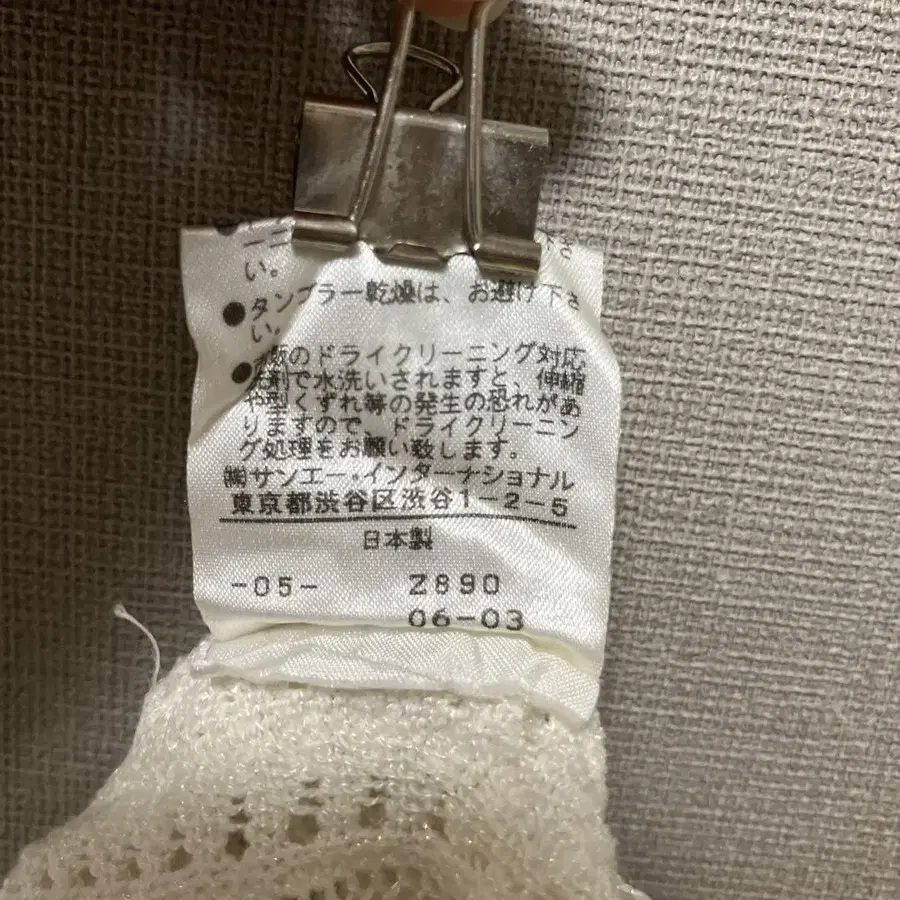 い。
●タンブラー乾燥は、お避け下さ
い。
のドライクリーニング対応
洗剤で水洗いされますと、伸縮
や型くずれ等の発生の恐れがあ
りますので、ドライクリーニン
グ処理をお願い致します。
㈱サンエー・インターナショナル
東京都渋谷区渋谷1-2-5
日本製
-05- Z890
06-03